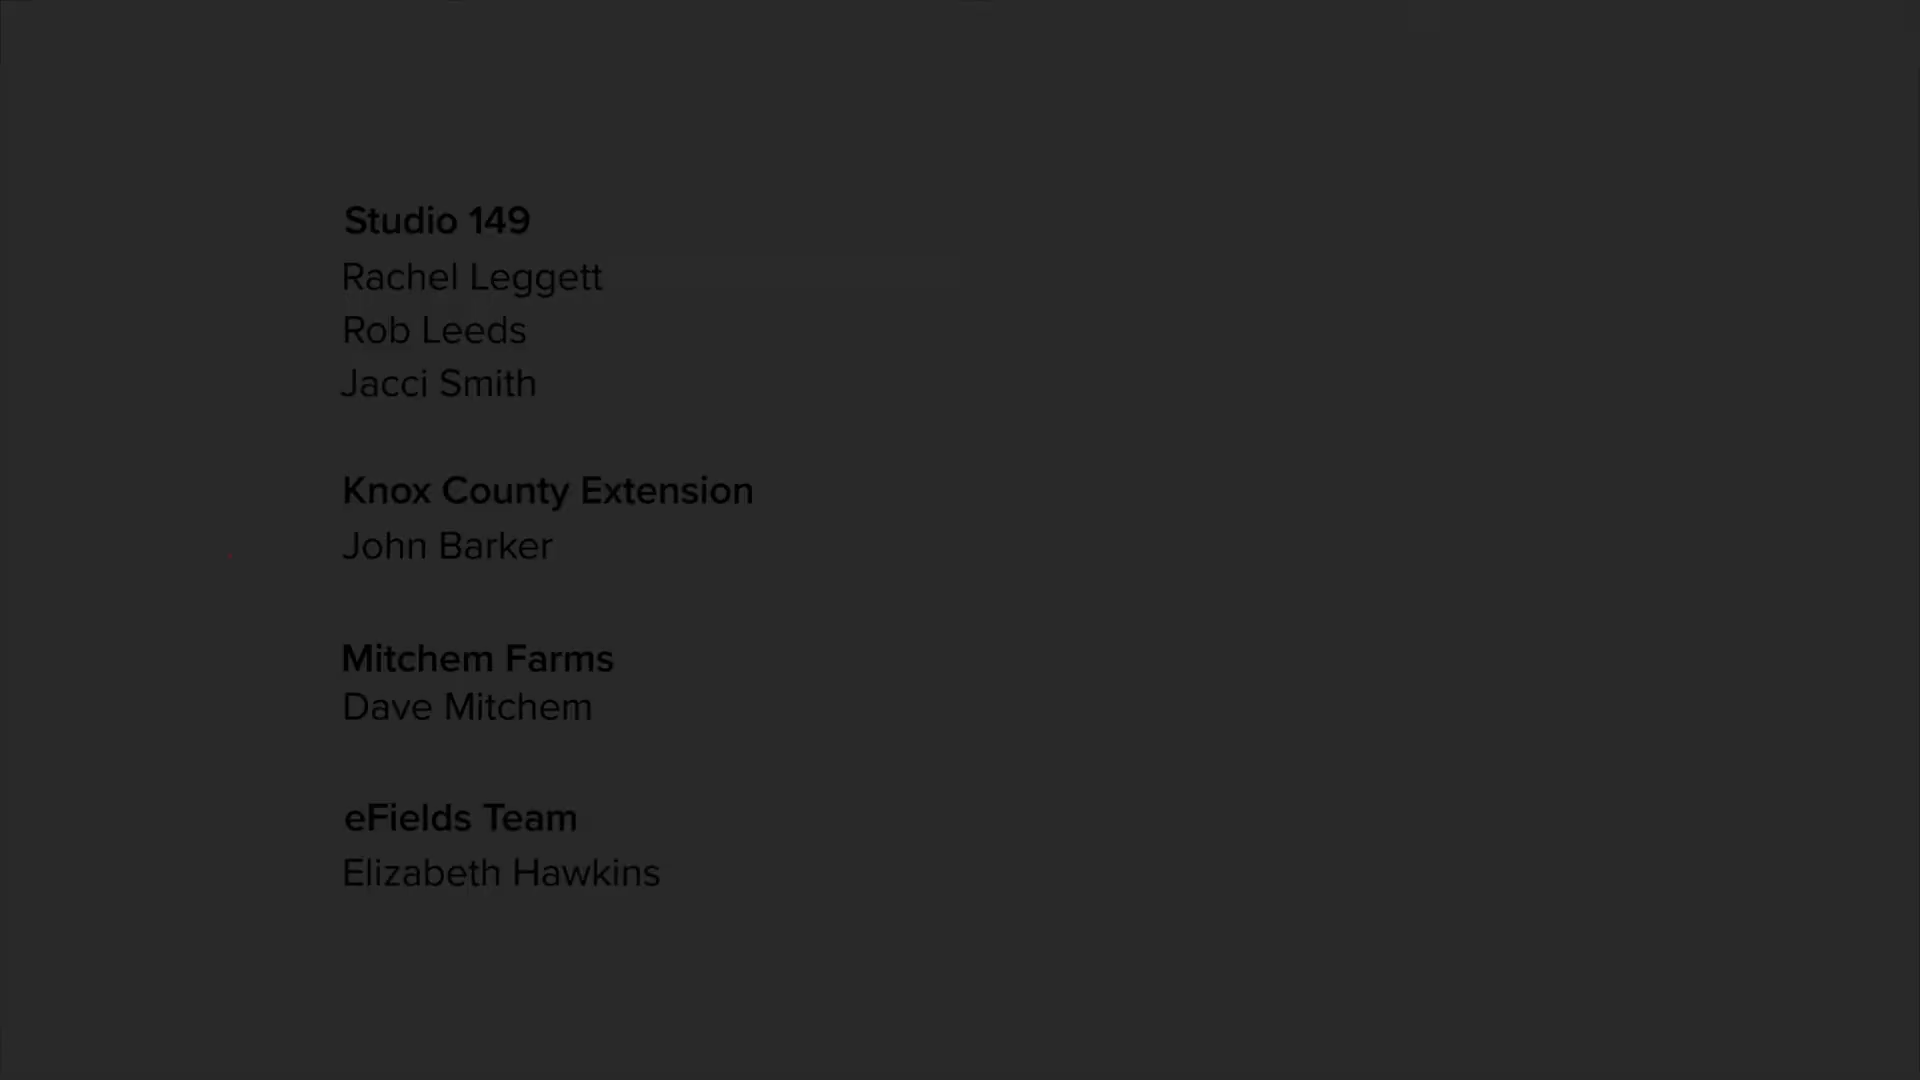 Studio 149
Rachel Leggett
Rob Leeds
Jacci Smith
Knox County Extension
John Barker
Mitchem Farms
Dave Mitchem
eFields Team
Elizabeth Hawkins